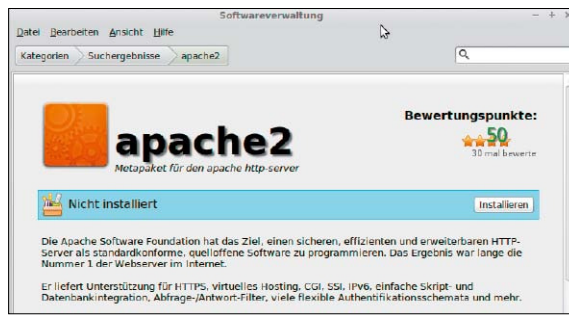 Softwareverwaltung
Datei Bearbeiten Ansicht Hilfe
Kategorien Suchergebnisse apache2
apache2
Metapaket für den apache http-server
Bewertungspunkte:
50
30 mal bewerte
Nicht installiert
Installieren
Die Apache Software Foundation hat das Ziel, einen sicheren, effizienten und erweiterbaren HTTP-
Server als standardkonforme, quelloffene Software zu programmieren. Das Ergebnis war lange die
Nummer 1 der Webserver im Internet.
Er liefert Unterstützung für HTTPS, virtuelles Hosting, CGI, SSI, IPv6, einfache Skript- und
Datenbankintegration, Abfrage-/Antwort-Filter, viele flexible Authentifikationsschemata und mehr.